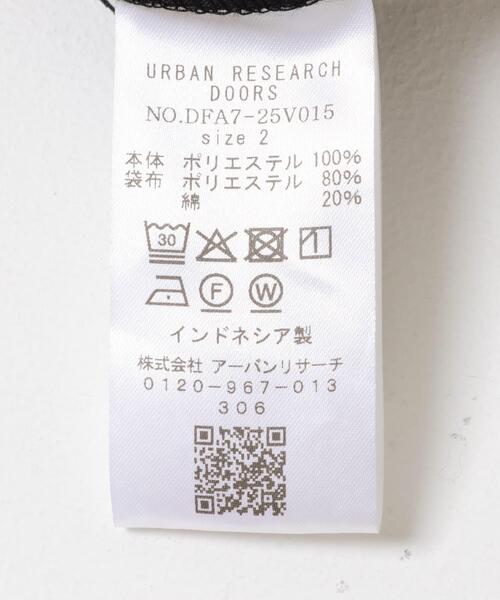 URBAN RESEARCH
DOORS
NO.DFA7-25V015
size 2
本体 ポリエステル 100%
袋布 ポリエステル 80%
綿 20%
30
F W
インドネシア製
株式会社 アーバンリサーチ
0120-967-013
306